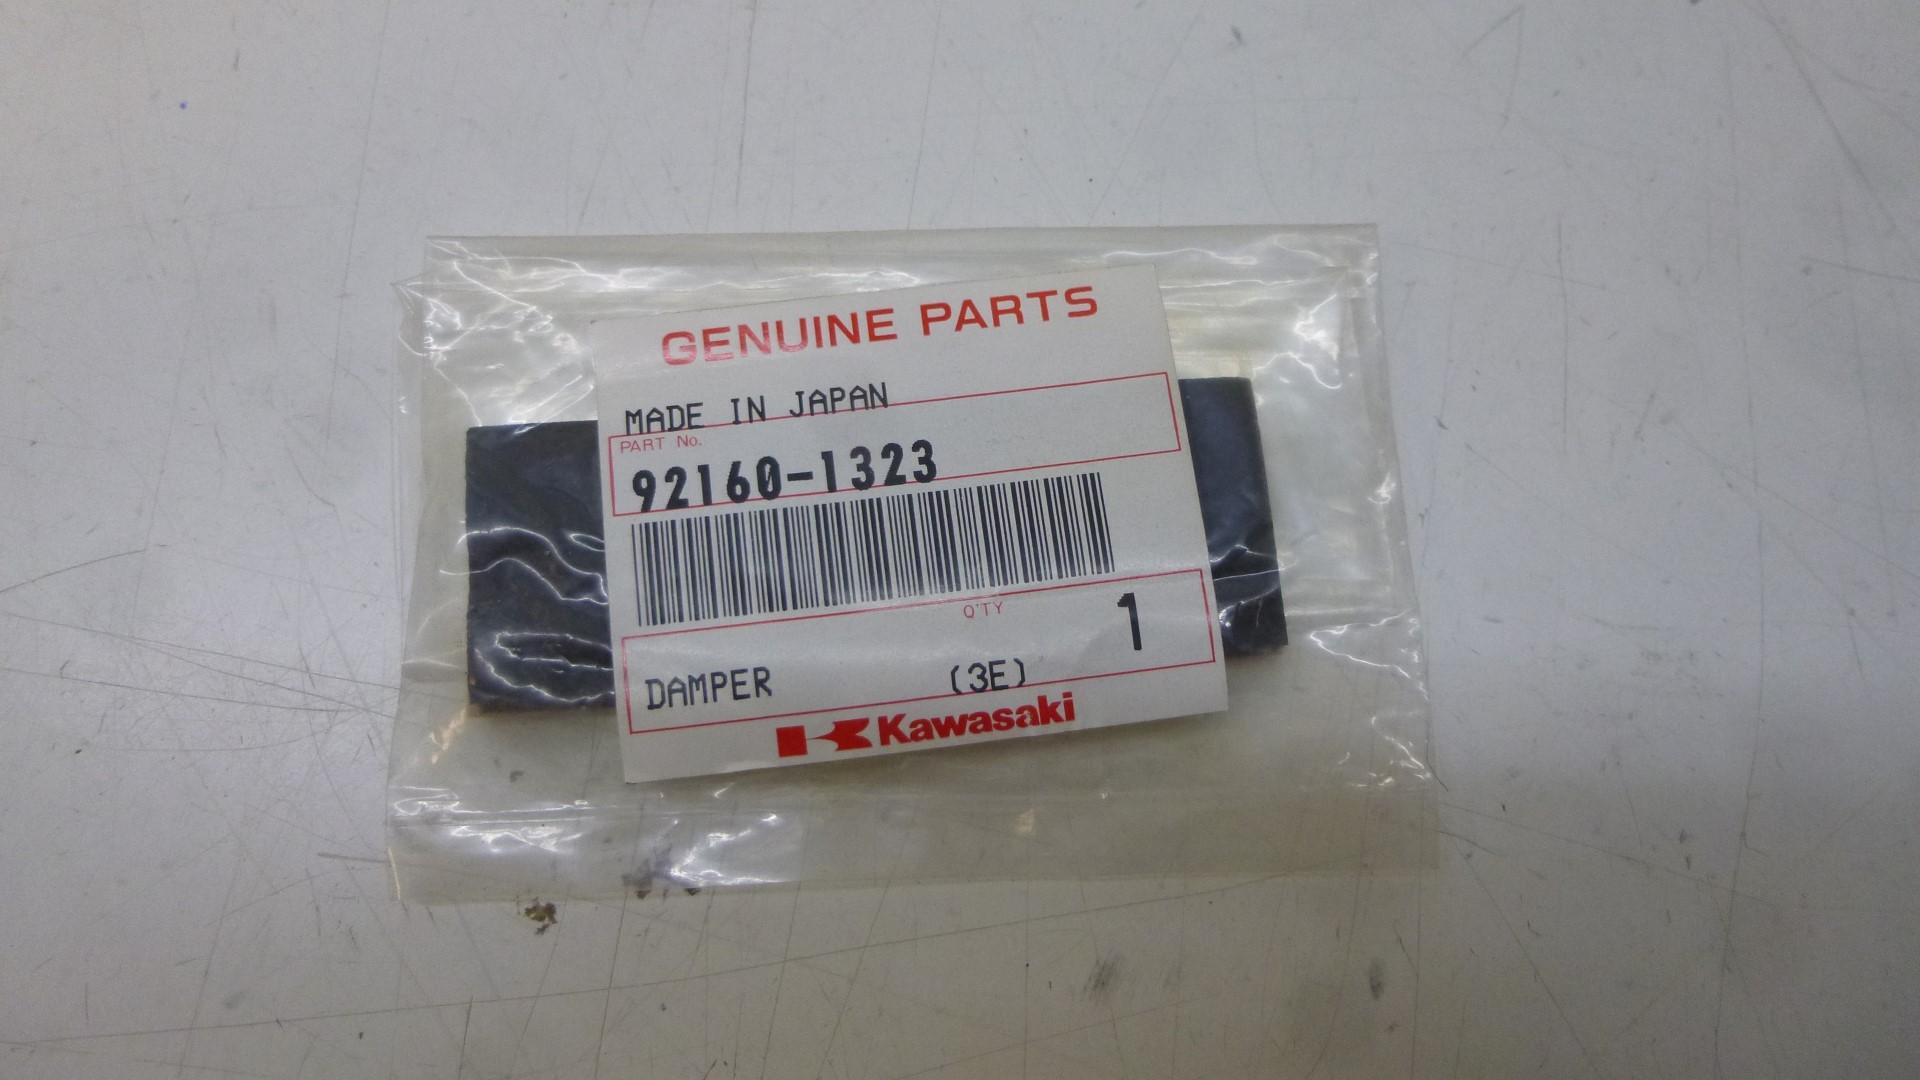 GENUINE PARTS
MADE IN JAPAN
PART No.
92160-1323
Q'TY
1
DAMPER (3E)
Kawasaki